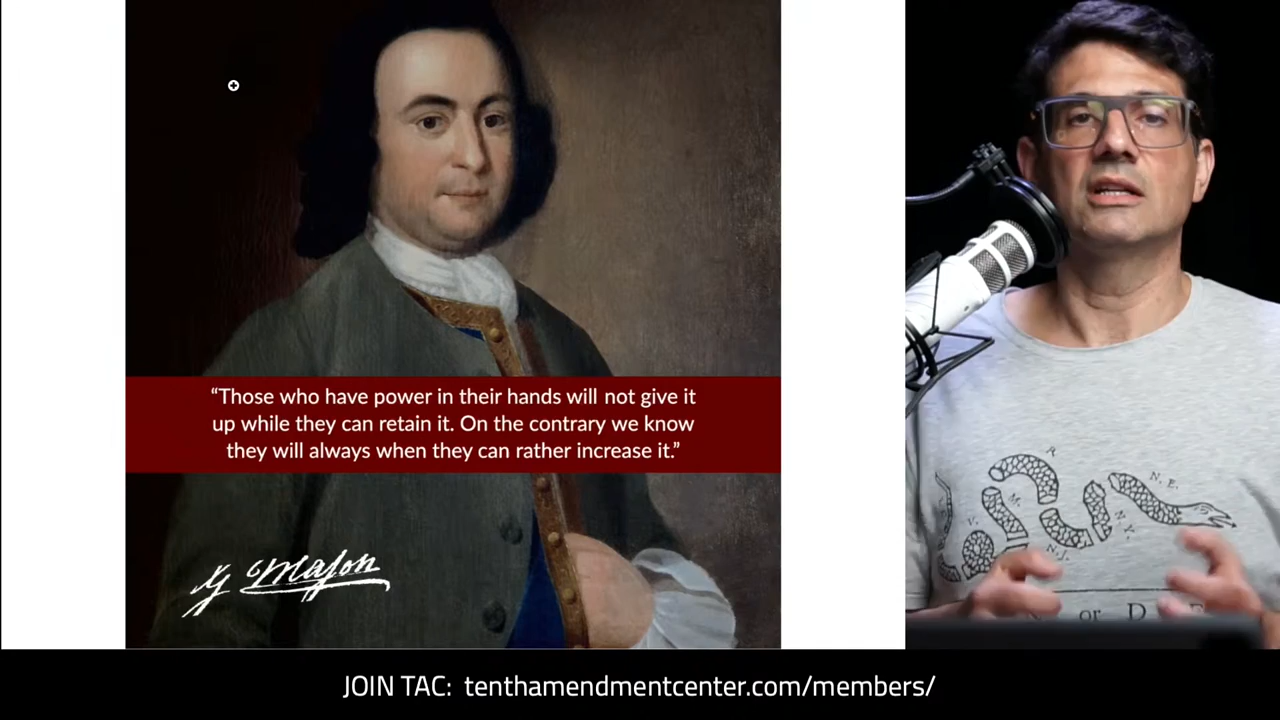 “Those who have power in their hands will not give it
up while they can retain it. On the contrary we know
they will always when they can rather increase it.”
G Mason
R
N.E.
M.
V.
N.Y.
N.J.
or D
JOIN TAC: tenthamendmentcenter.com/members/